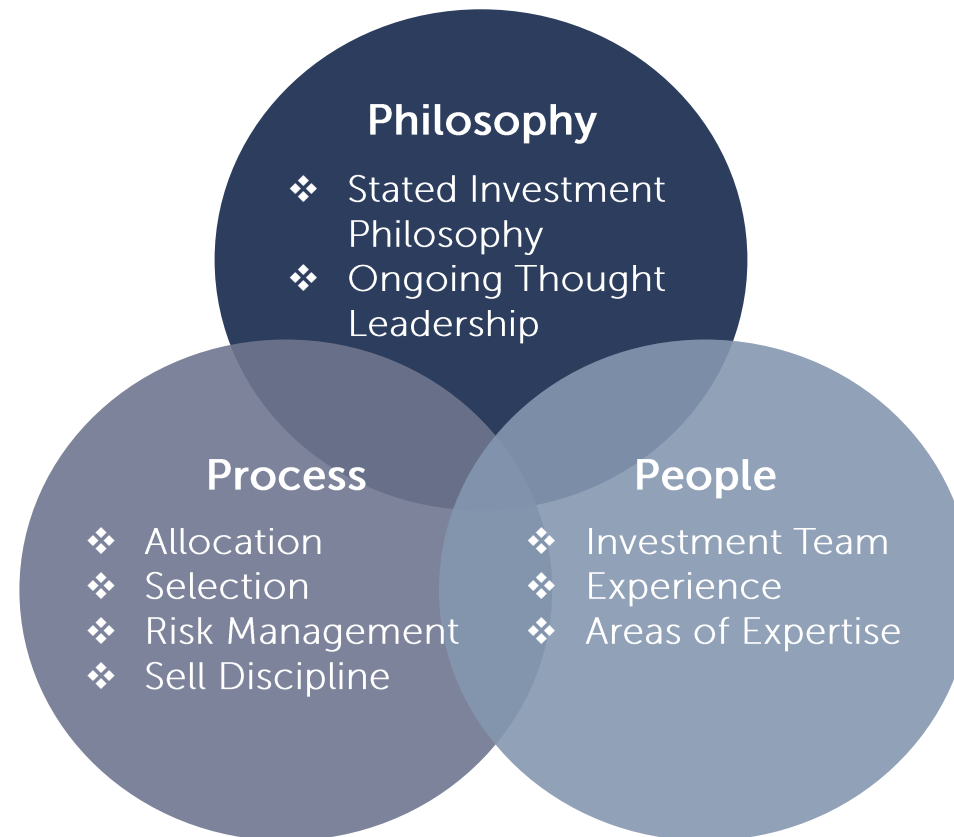 Philosophy
❖ Stated Investment
Philosophy
❖ Ongoing Thought
Leadership
Process
❖ Allocation
❖ Selection
❖ Risk Management
❖ Sell Discipline
People
❖ Investment Team
❖ Experience
❖ Areas of Expertise